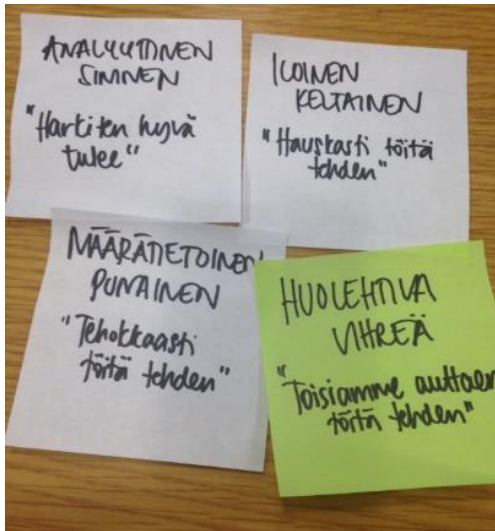 ANALYYTTINEN
SININEN
"Harkiten hyvä
tulee"
ILOINEN
KELTAINEN
"Hauskasti töitä
tehden"
MÄÄRÄTIETOINEN
PUNAINEN
"Tehokkaasti
töitä tehden"
HUOLEHTIVA
VIHREÄ
"Toisiamme auttaen
töitä tehden"